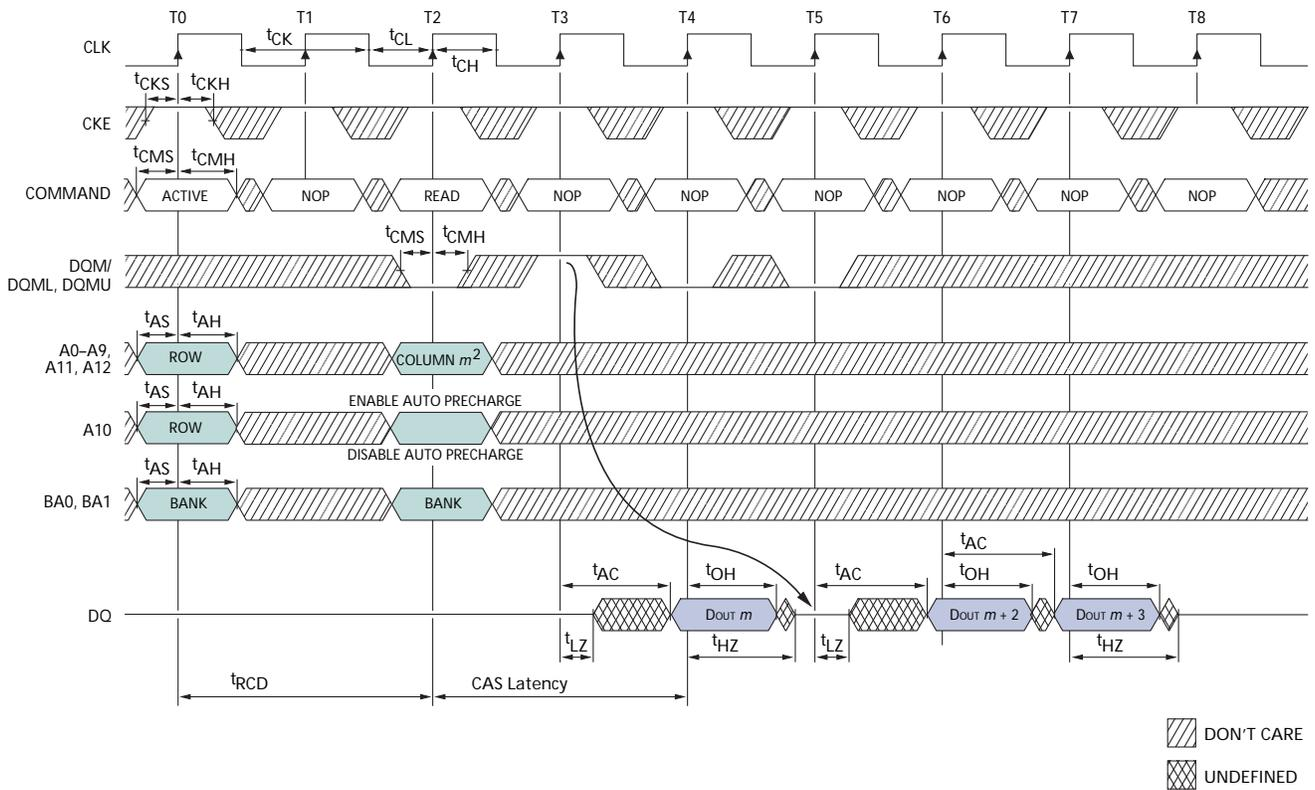 T0 T1 T2 T3 T4 T5 T6 T7 T8
CLK
tCK tCL
tCH
tCKS tCKH
CKE
tCMS tCMH
COMMAND ACTIVE NOP READ NOP NOP NOP NOP NOP NOP
tCMS tCMH
DQM/
DQML, DQMU
tAS tAH
A0–A9,
A11, A12
ROW COLUMN m2
tAS tAH
ENABLE AUTO PRECHARGE
A10 ROW
DISABLE AUTO PRECHARGE
tAS tAH
BA0, BA1 BANK BANK
tAC
tAC tOH tAC tOH tOH
DQ DOUT m DOUT m + 2 DOUT m + 3
tLZ tHZ tLZ tHZ
tRCD CAS Latency
DON'T CARE
UNDEFINED